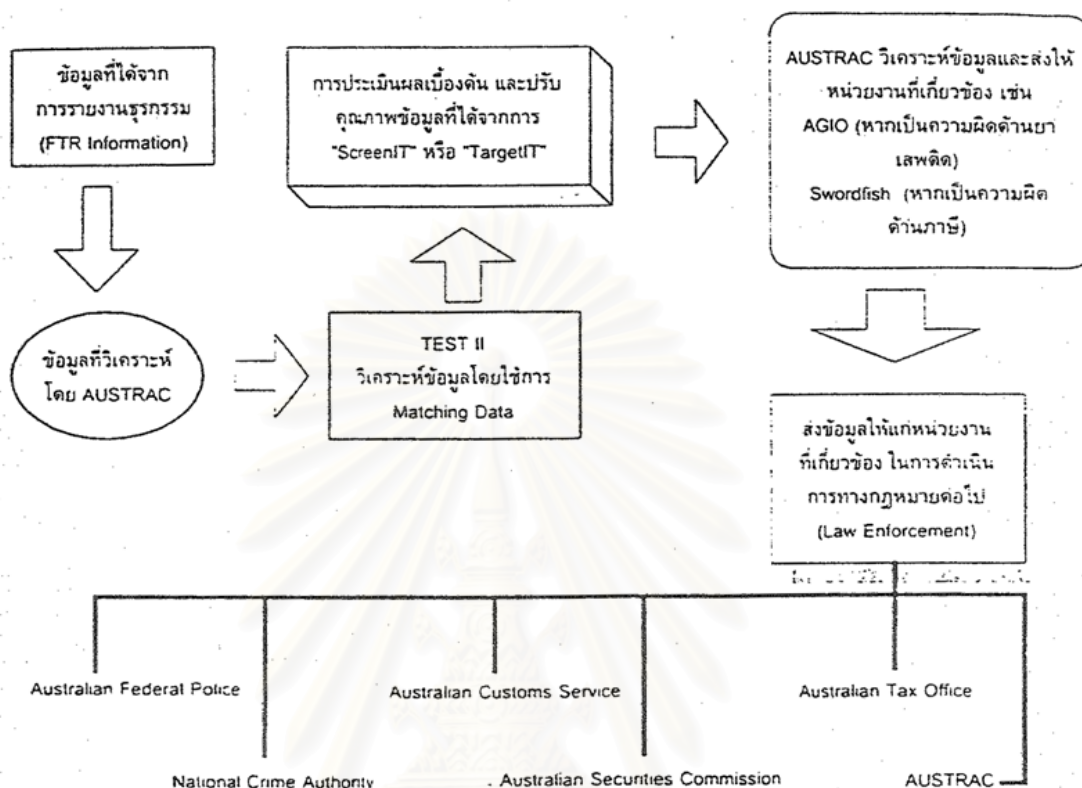 ข้อมูลที่ได้จาก
การรายงานธุรกรรม
(FTR Information)
ข้อมูลที่วิเคราะห์
โดย AUSTRAC
TEST II
วิเคราะห์ข้อมูลโดยใช้การ
Matching Data
การประเมินผลเบื้องต้น และปรับ
คุณภาพข้อมูลที่ได้จากการ
"ScreenIT" หรือ "TargetIT"
AUSTRAC วิเคราะห์ข้อมูลและส่งให้
หน่วยงานที่เกี่ยวข้อง เช่น
AGIO (หากเป็นความผิดด้านยา
เสพติด)
Swordfish (หากเป็นความผิด
ด้านภาษี)
ส่งข้อมูลให้แก่หน่วยงาน
ที่เกี่ยวข้อง ในการดำเนิน
การทางกฎหมายต่อไป
(Law Enforcement)
Australian Federal Police
Australian Customs Service
Australian Tax Office
National Crime Authority
Australian Securities Commission
AUSTRAC